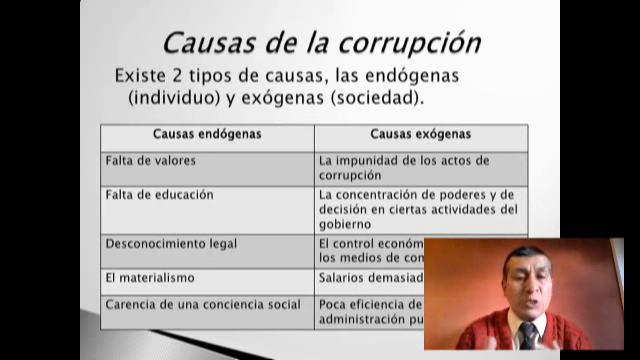 Causas de la corrupción
Existe 2 tipos de causas, las endógenas
(individuo) y exógenas (sociedad).
Causas endógenas
Causas exógenas
Falta de valores
La impunidad de los actos de
corrupción
Falta de educación
La concentración de poderes y de
decisión en ciertas actividades del
gobierno
Desconocimiento legal
El control
los medios de
El materialismo
Salarios
Carencia de una conciencia social
Poca eficiencia de
administración